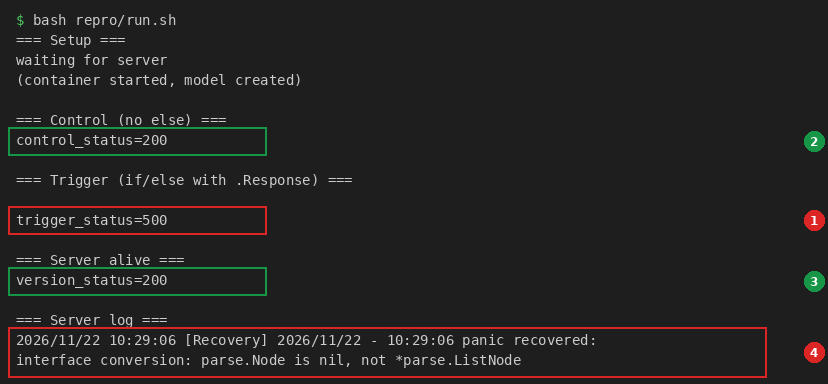 $ bash repro/run.sh
=== Setup ===
waiting for server
(container started, model created)
=== Control (no else) ===
control_status=200
2
=== Trigger (if/else with .Response) ===
trigger_status=500
1
=== Server alive ===
version_status=200
3
=== Server log ===
2026/11/22 10:29:06 [Recovery] 2026/11/22 - 10:29:06 panic recovered:
interface conversion: parse.Node is nil, not *parse.ListNode
4